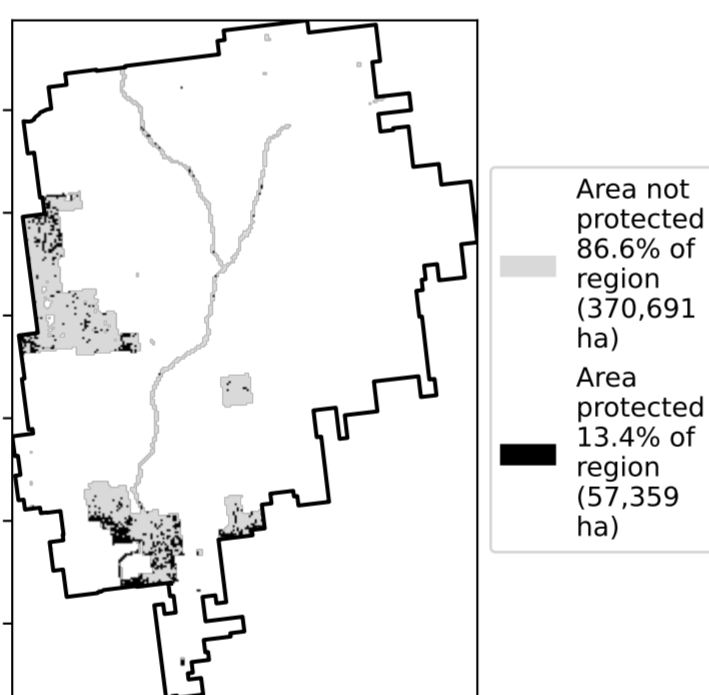 Area not
protected
86.6% of
region
(370,691
ha)
Area
protected
13.4% of
region
(57,359
ha)